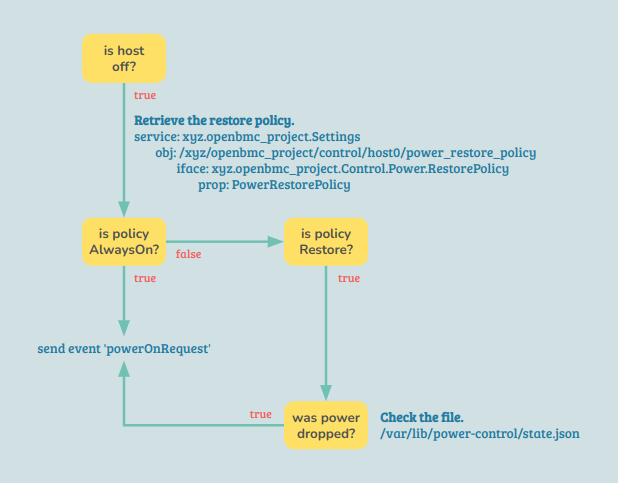 is host
off?
true
Retrieve the restore policy.
service: xyz.openbmc_project.Settings
obj: /xyz/openbmc_project/control/host0/power_restore_policy
iface: xyz.openbmc_project.Control.Power.RestorePolicy
prop: PowerRestorePolicy
is policy
AlwaysOn?
false
is policy
Restore?
true
true
send event 'powerOnRequest'
true
was power
dropped?
Check the file.
/var/lib/power-control/state.json